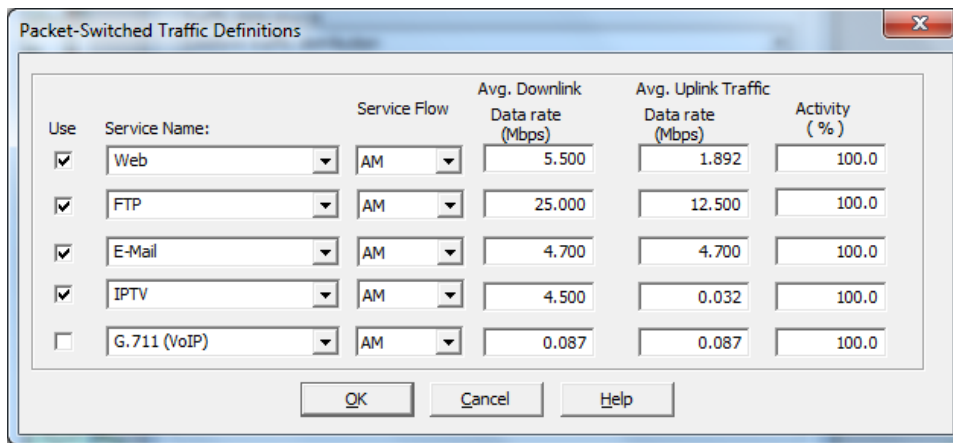 Packet-Switched Traffic Definitions
Avg. Downlink Avg. Uplink Traffic
Service Flow Data rate Data rate Activity
Use Service Name: (Mbps) (Mbps) ( % )
Web AM 5.500 1.892 100.0
FTP AM 25.000 12.500 100.0
E-Mail AM 4.700 4.700 100.0
IPTV AM 4.500 0.032 100.0
G.711 (VoIP) AM 0.087 0.087 100.0
OK Cancel Help